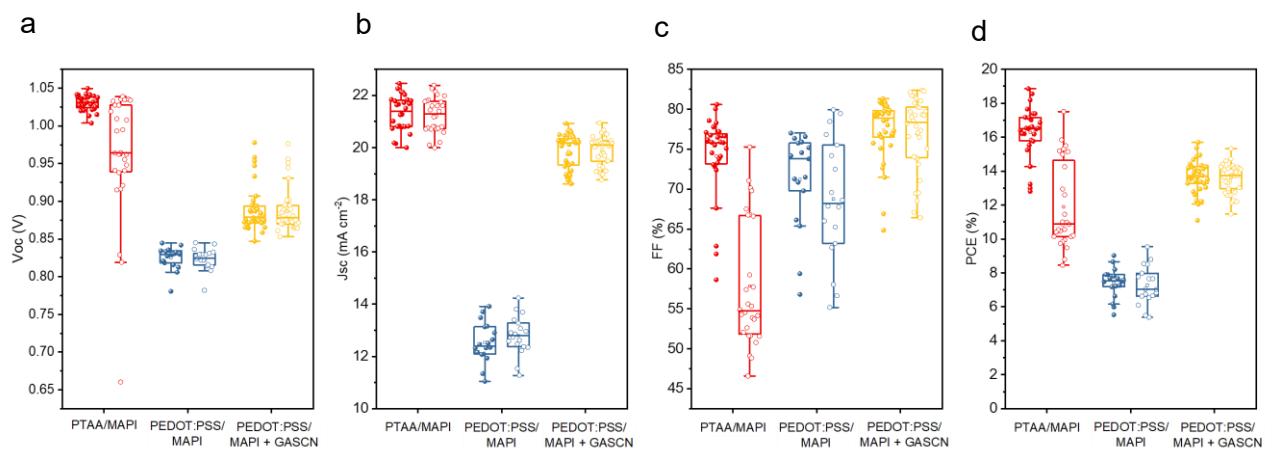 a
b
c
d
1.05
1.00
0.95
0.90
0.85
0.80
0.75
0.70
0.65
Voc (V)
PTAA/MAPI
PEDOT:PSS/
MAPI
PEDOT:PSS/
MAPI + GASCN
22
20
18
16
14
12
10
Jsc (mA cm-2)
PTAA/MAPI
PEDOT:PSS/
MAPI
PEDOT:PSS/
MAPI + GASCN
85
80
75
70
65
60
55
50
45
FF (%)
PTAA/MAPI
PEDOT:PSS/
MAPI
PEDOT:PSS/
MAPI + GASCN
20
18
16
14
12
10
8
6
4
2
0
PCE (%)
PTAA/MAPI
PEDOT:PSS/
MAPI
PEDOT:PSS/
MAPI + GASCN